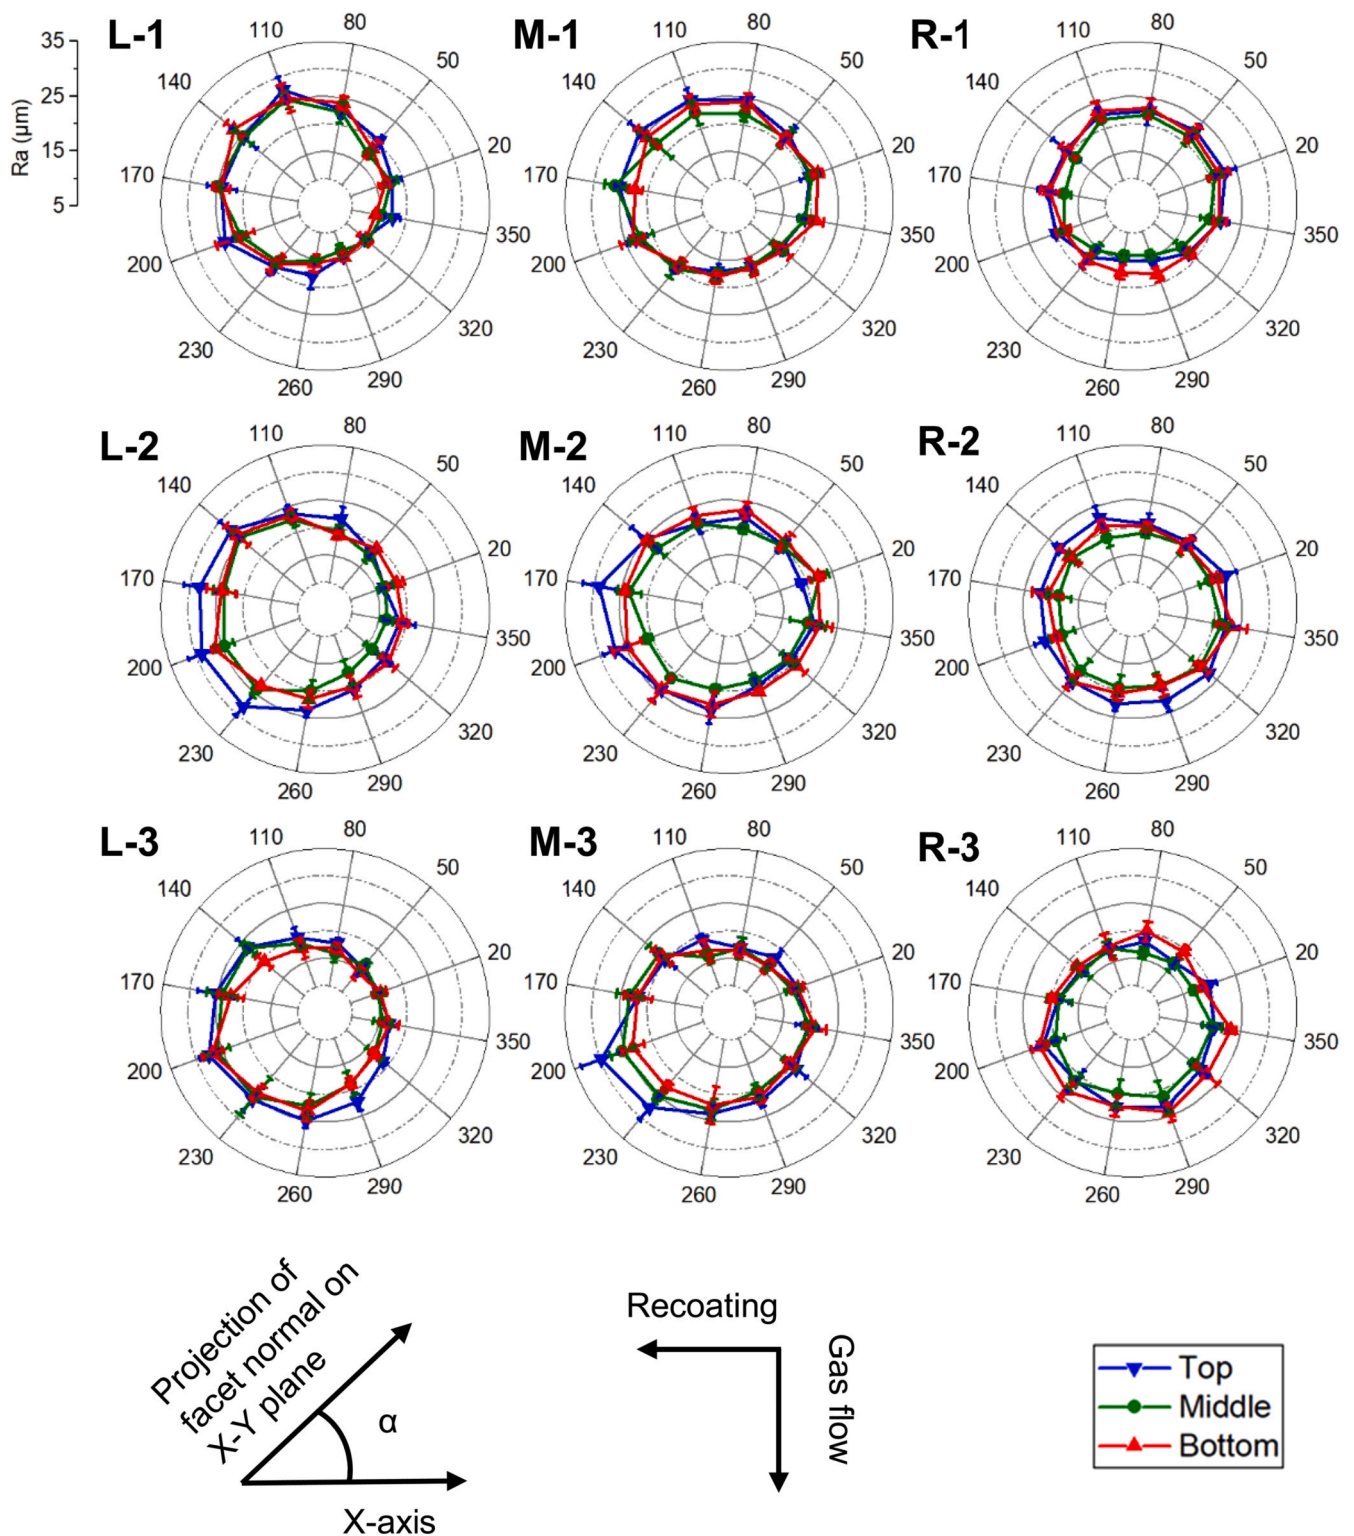 L-1
M-1
R-1
35
25
15
5
Ra (µm)
110 80 50 20 350 320 290 260 230 200 170 140
110 80 50 20 350 320 290 260 230 200 170 140
110 80 50 20 350 320 290 260 230 200 170 140
L-2
M-2
R-2
110 80 50 20 350 320 290 260 230 200 170 140
110 80 50 20 350 320 290 260 230 200 170 140
110 80 50 20 350 320 290 260 230 200 170 140
L-3
M-3
R-3
110 80 50 20 350 320 290 260 230 200 170 140
110 80 50 20 350 320 290 260 230 200 170 140
110 80 50 20 350 320 290 260 230 200 170 140
Projection of
facet normal on
X-Y plane
α
X-axis
Recoating
Gas flow
Top
Middle
Bottom